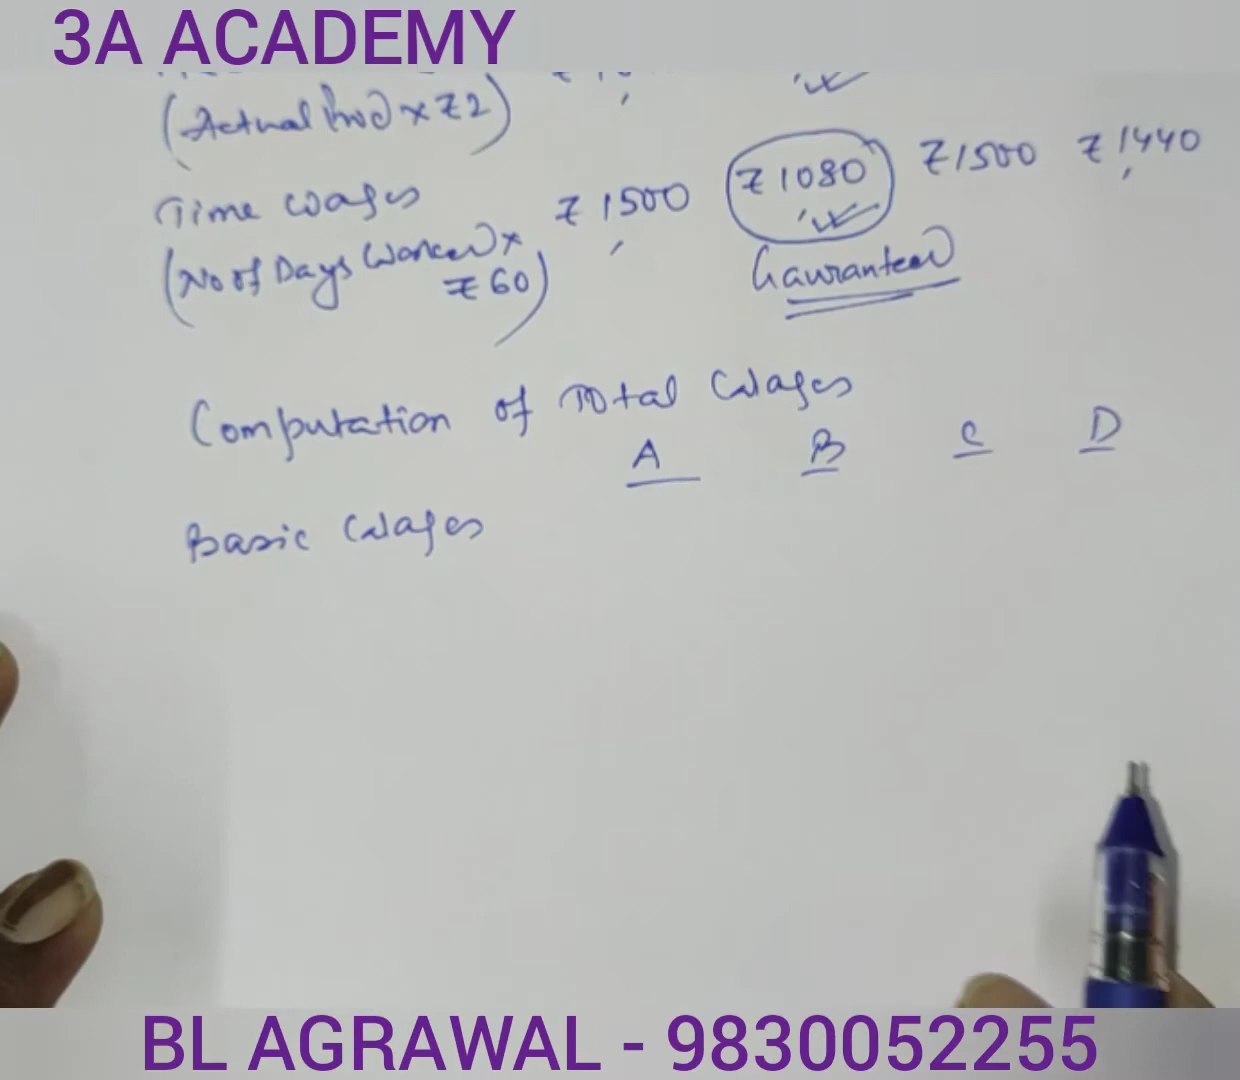 3A ACADEMY
(Actual Prod × ₹2)
Time Wages ₹1500 ₹1080 ₹1500 ₹1440
(No of Days Worked × ₹60)
Gauranteed
Computation of Total Wages
A B C D
Basic Wages
BL AGRAWAL - 9830052255